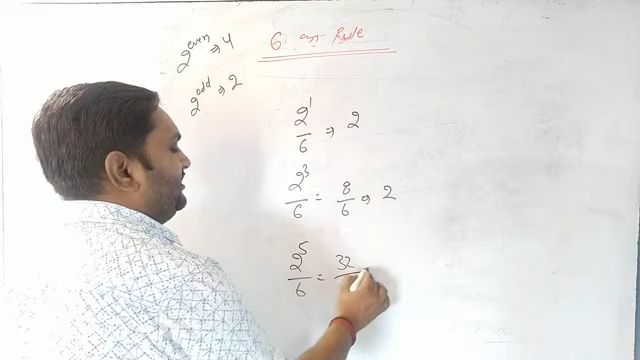 6 का Rule
2^even ⇒ 4
2^odd ⇒ 2
2^1/6 ⇒ 2
2^3/6 = 8/6 ⇒ 2
2^5/6 = 32